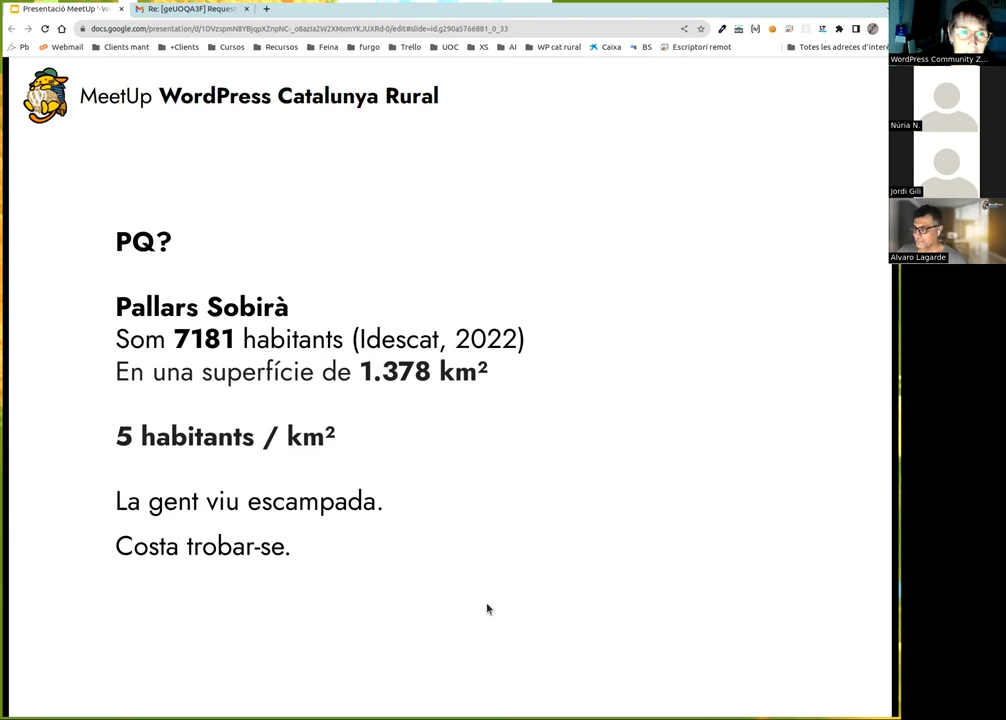 Presentació MeetUp - W
Re: [geUOQA3F] Request
docs.google.com/presentation/d/1DVzspmN8YBjqpXZnpNC-_o8azIa2W2XMxmYKJUXRd-0/edit#slide=id.g290a5766881_0_33
Pb
Webmail
Clients mant
+Clients
Cursos
Recursos
Feina
furgo
Trello
UOC
XS
AI
WP cat rural
Caixa
BS
Escriptori remot
Totes les adreces d'inter
MeetUp WordPress Catalunya Rural
PQ?
Pallars Sobirà
Som 7181 habitants (Idescat, 2022)
En una superfície de 1.378 km²
5 habitants / km²
La gent viu escampada.
Costa trobar-se.
WordPress Community Z...
Núria N.
Jordi Gili
Alvaro Lagarde